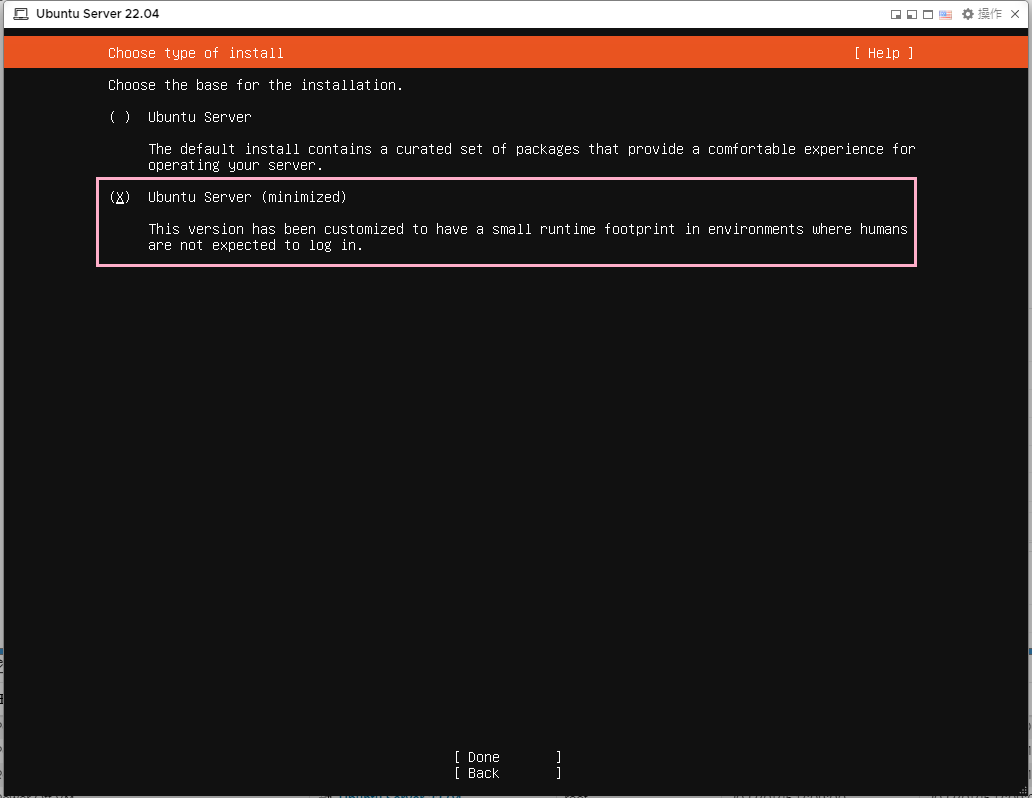 Ubuntu Server 22.04
操作
Choose type of install
[ Help ]
Choose the base for the installation.
( ) Ubuntu Server
The default install contains a curated set of packages that provide a comfortable experience for
operating your server.
(X) Ubuntu Server (minimized)
This version has been customized to have a small runtime footprint in environments where humans
are not expected to log in.
[ Done ]
[ Back ]